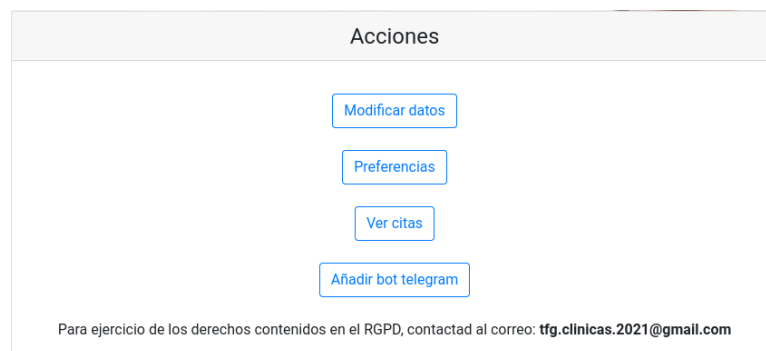 Acciones
Modificar datos
Preferencias
Ver citas
Añadir bot telegram
Para ejercicio de los derechos contenidos en el RGPD, contactad al correo: tfg.clinicas.2021@gmail.com